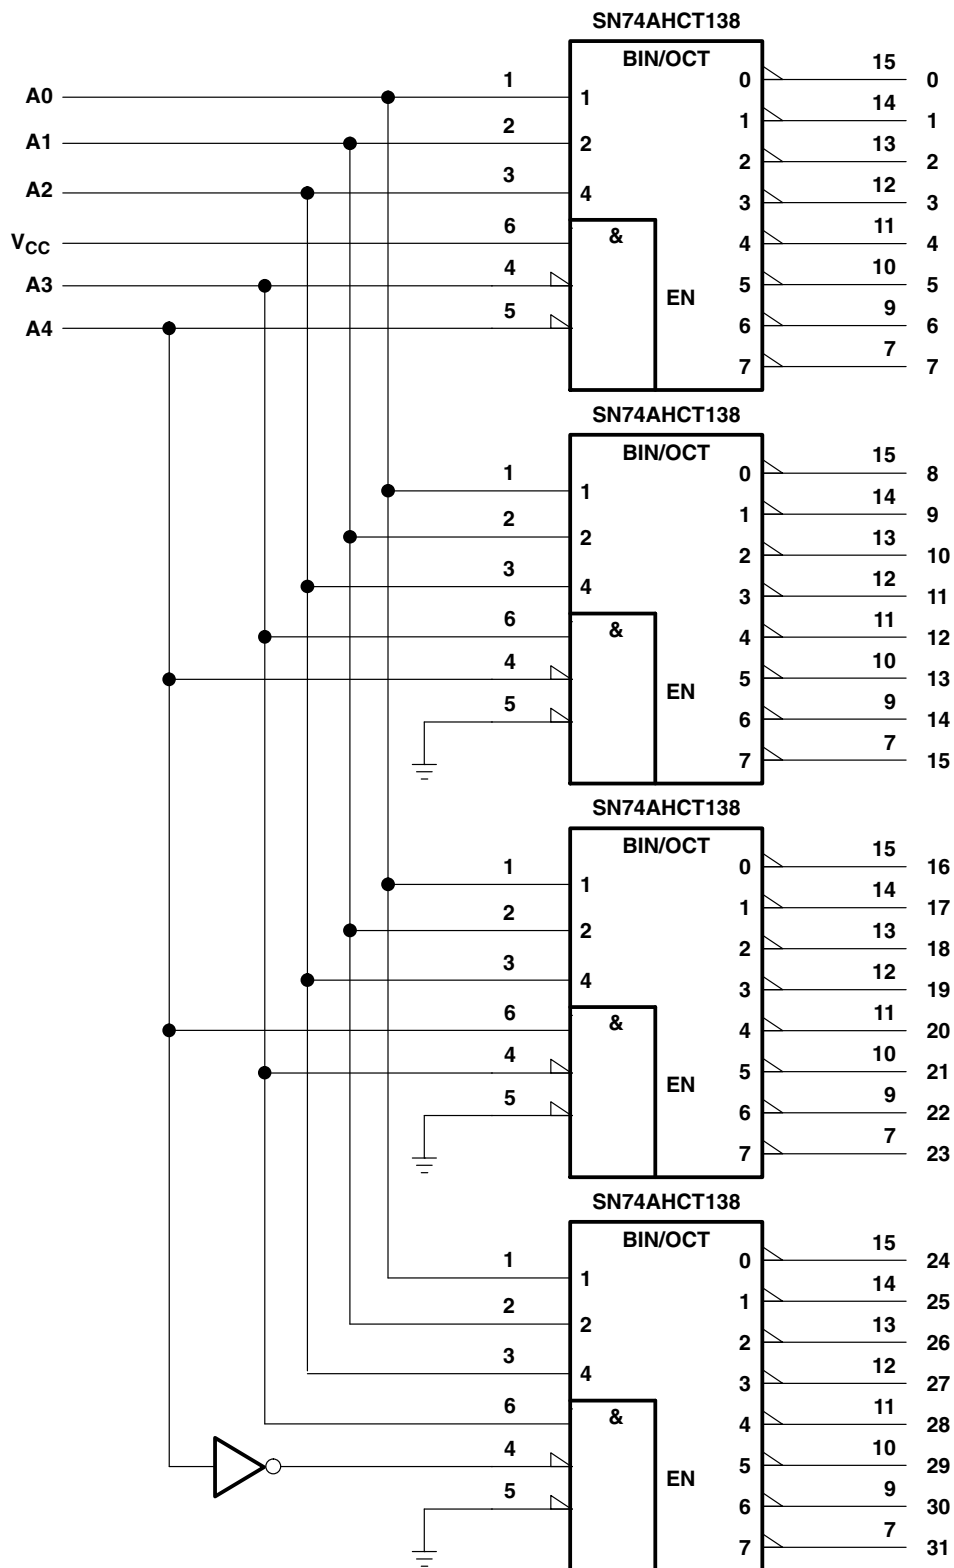 SN74AHCT138
BIN/OCT
0 15 0
A0 1 1
1 14 1
A1 2 2
2 13 2
A2 3 4
3 12 3
VCC 6 & 4 11 4
A3 4
EN
5 10 5
A4 5
6 9 6
7 7 7
SN74AHCT138
BIN/OCT
0 15 8
1 1
1 14 9
2 2
2 13 10
3 4
3 12 11
6 & 4 11 12
4
EN
5 10 13
5
6 9 14
7 7 15
SN74AHCT138
BIN/OCT
0 15 16
1 1
1 14 17
2 2
2 13 18
3 4
3 12 19
6 & 4 11 20
4
EN
5 10 21
5
6 9 22
7 7 23
SN74AHCT138
BIN/OCT
0 15 24
1 1
1 14 25
2 2
2 13 26
3 4
3 12 27
6 & 4 11 28
4
EN
5 10 29
5
6 9 30
7 7 31